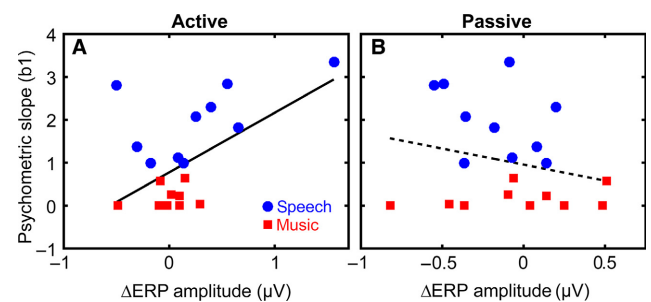 Active
Passive
A
B
Psychometric slope (b1)
4
3
2
1
0
−1
Speech
Music
−1
0
1
−1
−0.5
0
0.5
ΔERP amplitude (μV)
ΔERP amplitude (μV)